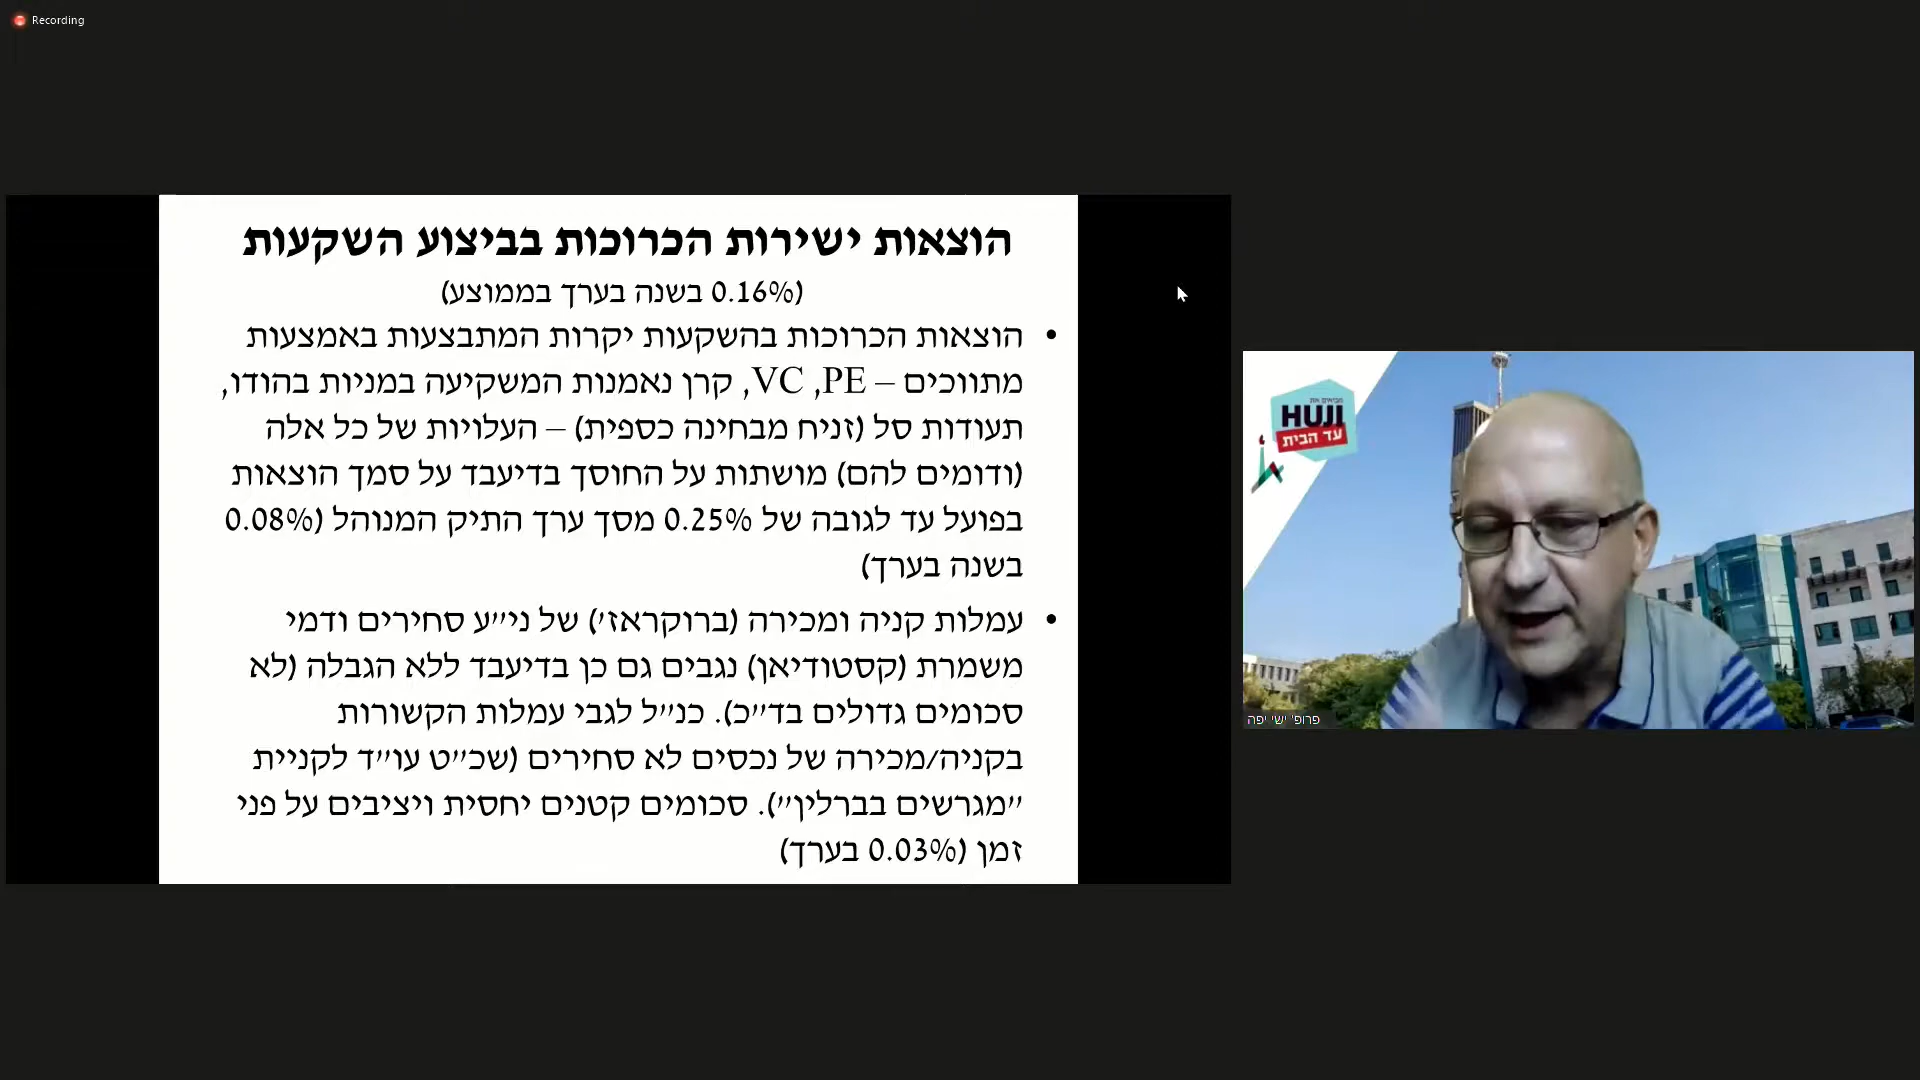 Recording
הוצאות ישירות הכרוכות בביצוע השקעות
(0.16% בשנה בערך בממוצע)
• הוצאות הכרוכות בהשקעות יקרות המתבצעות באמצעות
מתווכים – VC ,PE, קרן נאמנות המשקיעה במניות בהודו,
תעודות סל (זניח מבחינה כספית) – העלויות של כל אלה
(ודומים להם) מושתות על החוסך בדיעבד על סמך הוצאות
בפועל עד לגובה של 0.25% מסך ערך התיק המנוהל (0.08%
בשנה בערך)
• עמלות קניה ומכירה (ברוקראז') של ני"ע סחירים ודמי
משמרת (קסטודיאן) נגבים גם כן בדיעבד ללא הגבלה (לא
סכומים גדולים בד"כ). כנ"ל לגבי עמלות הקשורות
בקניה/מכירה של נכסים לא סחירים (שכ"ט עו"ד לקניית
"מגרשים בברלין"). סכומים קטנים יחסית ויציבים על פני
זמן (0.03% בערך)
מביאים את
HUJI
עד הבית
פרופ' ישי יפה